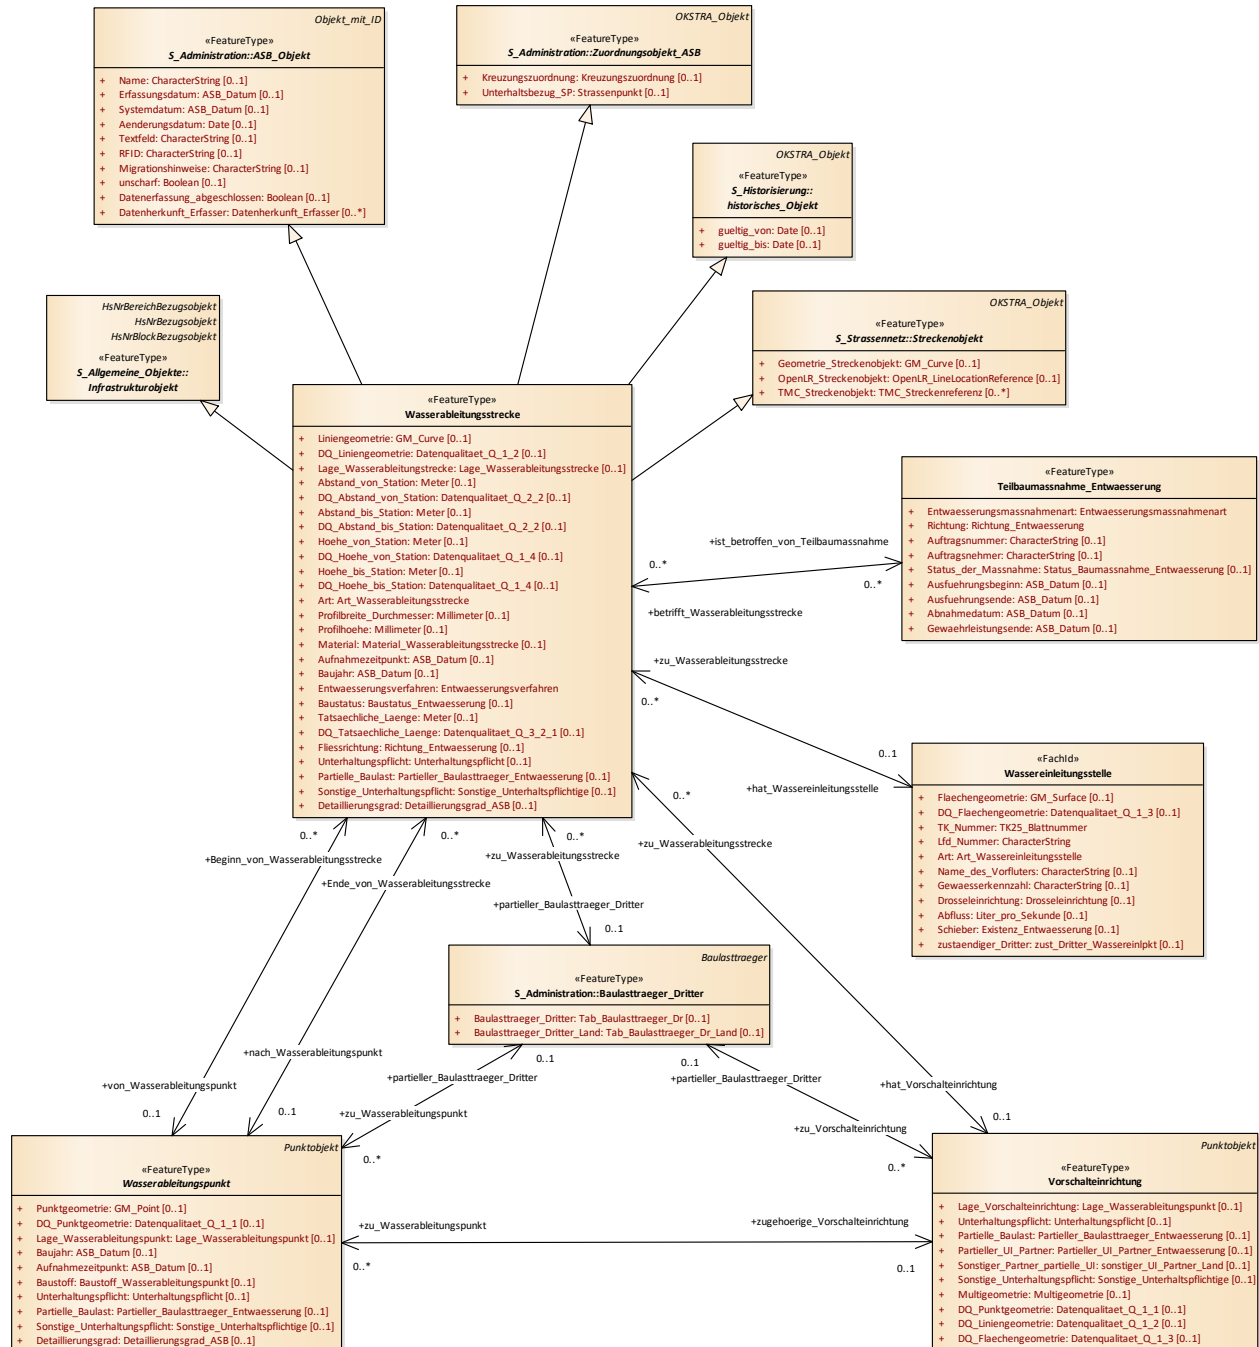 Objekt_mit_ID
«FeatureType»
S_Administration::ASB_Objekt
+ Name: CharacterString [0..1]
+ Erfassungsdatum: ASB_Datum [0..1]
+ Systemdatum: ASB_Datum [0..1]
+ Aenderungsdatum: Date [0..1]
+ Textfeld: CharacterString [0..1]
+ RFID: CharacterString [0..1]
+ Migrationshinweise: CharacterString [0..1]
+ unscharf: Boolean [0..1]
+ Datenerfassung_abgeschlossen: Boolean [0..1]
+ Datenherkunft_Erfasser: Datenherkunft_Erfasser [0..*]
OKSTRA_Objekt
«FeatureType»
S_Administration::Zuordnungsobjekt_ASB
+ Kreuzungszuordnung: Kreuzungszuordnung [0..1]
+ Unterhaltsbezug_SP: Strassenpunkt [0..1]
OKSTRA_Objekt
«FeatureType»
S_Historisierung::
historisches_Objekt
+ gueltig_von: Date [0..1]
+ gueltig_bis: Date [0..1]
HsNrBereichBezugsobjekt
HsNrBezugsobjekt
HsNrBlockBezugsobjekt
«FeatureType»
S_Allgemeine_Objekte::
Infrastrukturobjekt
OKSTRA_Objekt
«FeatureType»
S_Strassennetz::Streckenobjekt
+ Geometrie_Streckenobjekt: GM_Curve [0..1]
+ OpenLR_Streckenobjekt: OpenLR_LineLocationReference [0..1]
+ TMC_Streckenobjekt: TMC_Streckenreferenz [0..*]
«FeatureType»
Wasserableitungsstrecke
+ Liniengeometrie: GM_Curve [0..1]
+ DQ_Liniengeometrie: Datenqualitaet_Q_1_2 [0..1]
+ Lage_Wasserableitungstrecke: Lage_Wasserableitungsstrecke [0..1]
+ Abstand_von_Station: Meter [0..1]
+ DQ_Abstand_von_Station: Datenqualitaet_Q_2_2 [0..1]
+ Abstand_bis_Station: Meter [0..1]
+ DQ_Abstand_bis_Station: Datenqualitaet_Q_2_2 [0..1]
+ Hoehe_von_Station: Meter [0..1]
+ DQ_Hoehe_von_Station: Datenqualitaet_Q_1_4 [0..1]
+ Hoehe_bis_Station: Meter [0..1]
+ DQ_Hoehe_bis_Station: Datenqualitaet_Q_1_4 [0..1]
+ Art: Art_Wasserableitungsstrecke
+ Profilbreite_Durchmesser: Millimeter [0..1]
+ Profilhoehe: Millimeter [0..1]
+ Material: Material_Wasserableitungsstrecke [0..1]
+ Aufnahmezeitpunkt: ASB_Datum [0..1]
+ Baujahr: ASB_Datum [0..1]
+ Entwaesserungsverfahren: Entwaesserungsverfahren
+ Baustatus: Baustatus_Entwaesserung [0..1]
+ Tatsaechliche_Laenge: Meter [0..1]
+ DQ_Tatsaechliche_Laenge: Datenqualitaet_Q_3_2_1 [0..1]
+ Fliessrichtung: Richtung_Entwaesserung [0..1]
+ Unterhaltungspflicht: Unterhaltungspflicht [0..1]
+ Partielle_Baulast: Partieller_Baulasttraeger_Entwaesserung [0..1]
+ Sonstige_Unterhaltungspflicht: Sonstige_Unterhaltspflichtige [0..1]
+ Detaillierungsgrad: Detaillierungsgrad_ASB [0..1]
«FeatureType»
Teilbaumassnahme_Entwaesserung
+ Entwaesserungsmassnahmenart: Entwaesserungsmassnahmenart
+ Richtung: Richtung_Entwaesserung
+ Auftragsnummer: CharacterString [0..1]
+ Auftragsnehmer: CharacterString [0..1]
+ Status_der_Massnahme: Status_Baumassnahme_Entwaesserung [0..1]
+ Ausfuehrungsbeginn: ASB_Datum [0..1]
+ Ausfuehrungsende: ASB_Datum [0..1]
+ Abnahmedatum: ASB_Datum [0..1]
+ Gewaehrleistungsende: ASB_Datum [0..1]
+ist_betroffen_von_Teilbaumassnahme
0..*
0..*
+betrifft_Wasserableitungsstrecke
+zu_Wasserableitungsstrecke
0..*
0..1
+hat_Wassereinleitungsstelle
«FachId»
Wassereinleitungsstelle
+ Flaechengeometrie: GM_Surface [0..1]
+ DQ_Flaechengeometrie: Datenqualitaet_Q_1_3 [0..1]
+ TK_Nummer: TK25_Blattnummer
+ Lfd_Nummer: CharacterString
+ Art: Art_Wassereinleitungsstelle
+ Name_des_Vorfluters: CharacterString [0..1]
+ Gewaesserkennzahl: CharacterString [0..1]
+ Drosseleinrichtung: Drosseleinrichtung [0..1]
+ Abfluss: Liter_pro_Sekunde [0..1]
+ Schieber: Existenz_Entwaesserung [0..1]
+ zustaendiger_Dritter: zust_Dritter_Wassereinlpkt [0..1]
0..*
+zu_Wasserableitungsstrecke
0..*
+Beginn_von_Wasserableitungsstrecke
0..*
+Ende_von_Wasserableitungsstrecke
0..*
+zu_Wasserableitungsstrecke
+partieller_Baulasttraeger_Dritter
0..1
Baulasttraeger
«FeatureType»
S_Administration::Baulasttraeger_Dritter
+ Baulasttraeger_Dritter: Tab_Baulasttraeger_Dr [0..1]
+ Baulasttraeger_Dritter_Land: Tab_Baulasttraeger_Dr_Land [0..1]
+nach_Wasserableitungspunkt
0..1
+von_Wasserableitungspunkt
0..1
0..1
+partieller_Baulasttraeger_Dritter
+zu_Wasserableitungspunkt
0..*
0..1
+partieller_Baulasttraeger_Dritter
+zu_Vorschalteinrichtung
0..*
+hat_Vorschalteinrichtung
0..1
Punktobjekt
«FeatureType»
Wasserableitungspunkt
+ Punktgeometrie: GM_Point [0..1]
+ DQ_Punktgeometrie: Datenqualitaet_Q_1_1 [0..1]
+ Lage_Wasserableitungspunkt: Lage_Wasserableitungspunkt [0..1]
+ Baujahr: ASB_Datum [0..1]
+ Aufnahmezeitpunkt: ASB_Datum [0..1]
+ Baustoff: Baustoff_Wasserableitungspunkt [0..1]
+ Unterhaltungspflicht: Unterhaltungspflicht [0..1]
+ Partielle_Baulast: Partieller_Baulasttraeger_Entwaesserung [0..1]
+ Sonstige_Unterhaltungspflicht: Sonstige_Unterhaltspflichtige [0..1]
+ Detaillierungsgrad: Detaillierungsgrad_ASB [0..1]
+zu_Wasserableitungspunkt
0..*
+zugehoerige_Vorschalteinrichtung
0..1
Punktobjekt
«FeatureType»
Vorschalteinrichtung
+ Lage_Vorschalteinrichtung: Lage_Wasserableitungspunkt [0..1]
+ Unterhaltungspflicht: Unterhaltungspflicht [0..1]
+ Partielle_Baulast: Partieller_Baulasttraeger_Entwaesserung [0..1]
+ Partieller_UI_Partner: Partieller_UI_Partner_Entwaesserung [0..1]
+ Sonstiger_Partner_partielle_UI: sonstiger_UI_Partner_Land [0..1]
+ Sonstige_Unterhaltungspflicht: Sonstige_Unterhaltspflichtige [0..1]
+ Multigeometrie: Multigeometrie [0..1]
+ DQ_Punktgeometrie: Datenqualitaet_Q_1_1 [0..1]
+ DQ_Liniengeometrie: Datenqualitaet_Q_1_2 [0..1]
+ DQ_Flaechengeometrie: Datenqualitaet_Q_1_3 [0..1]